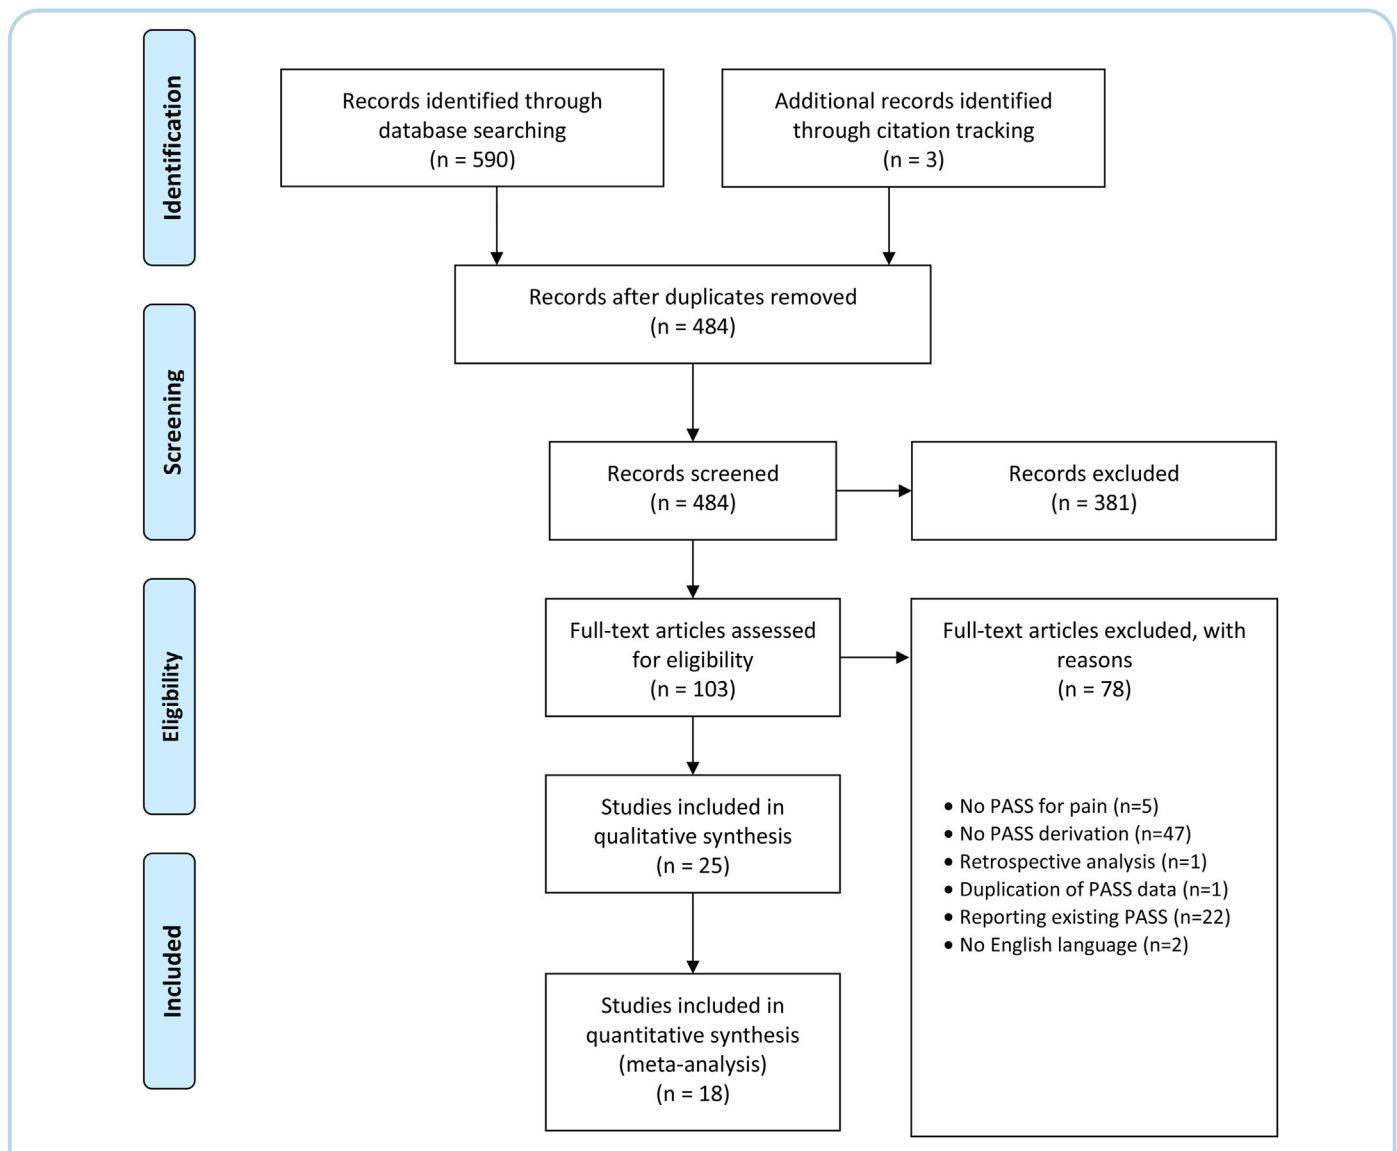 Identification
Records identified through
database searching
(n = 590)
Additional records identified
through citation tracking
(n = 3)
Records after duplicates removed
(n = 484)
Screening
Records screened
(n = 484)
Records excluded
(n = 381)
Eligibility
Full-text articles assessed
for eligibility
(n = 103)
Full-text articles excluded, with
reasons
(n = 78)
• No PASS for pain (n=5)
• No PASS derivation (n=47)
• Retrospective analysis (n=1)
• Duplication of PASS data (n=1)
• Reporting existing PASS (n=22)
• No English language (n=2)
Studies included in
qualitative synthesis
(n = 25)
Included
Studies included in
quantitative synthesis
(meta-analysis)
(n = 18)